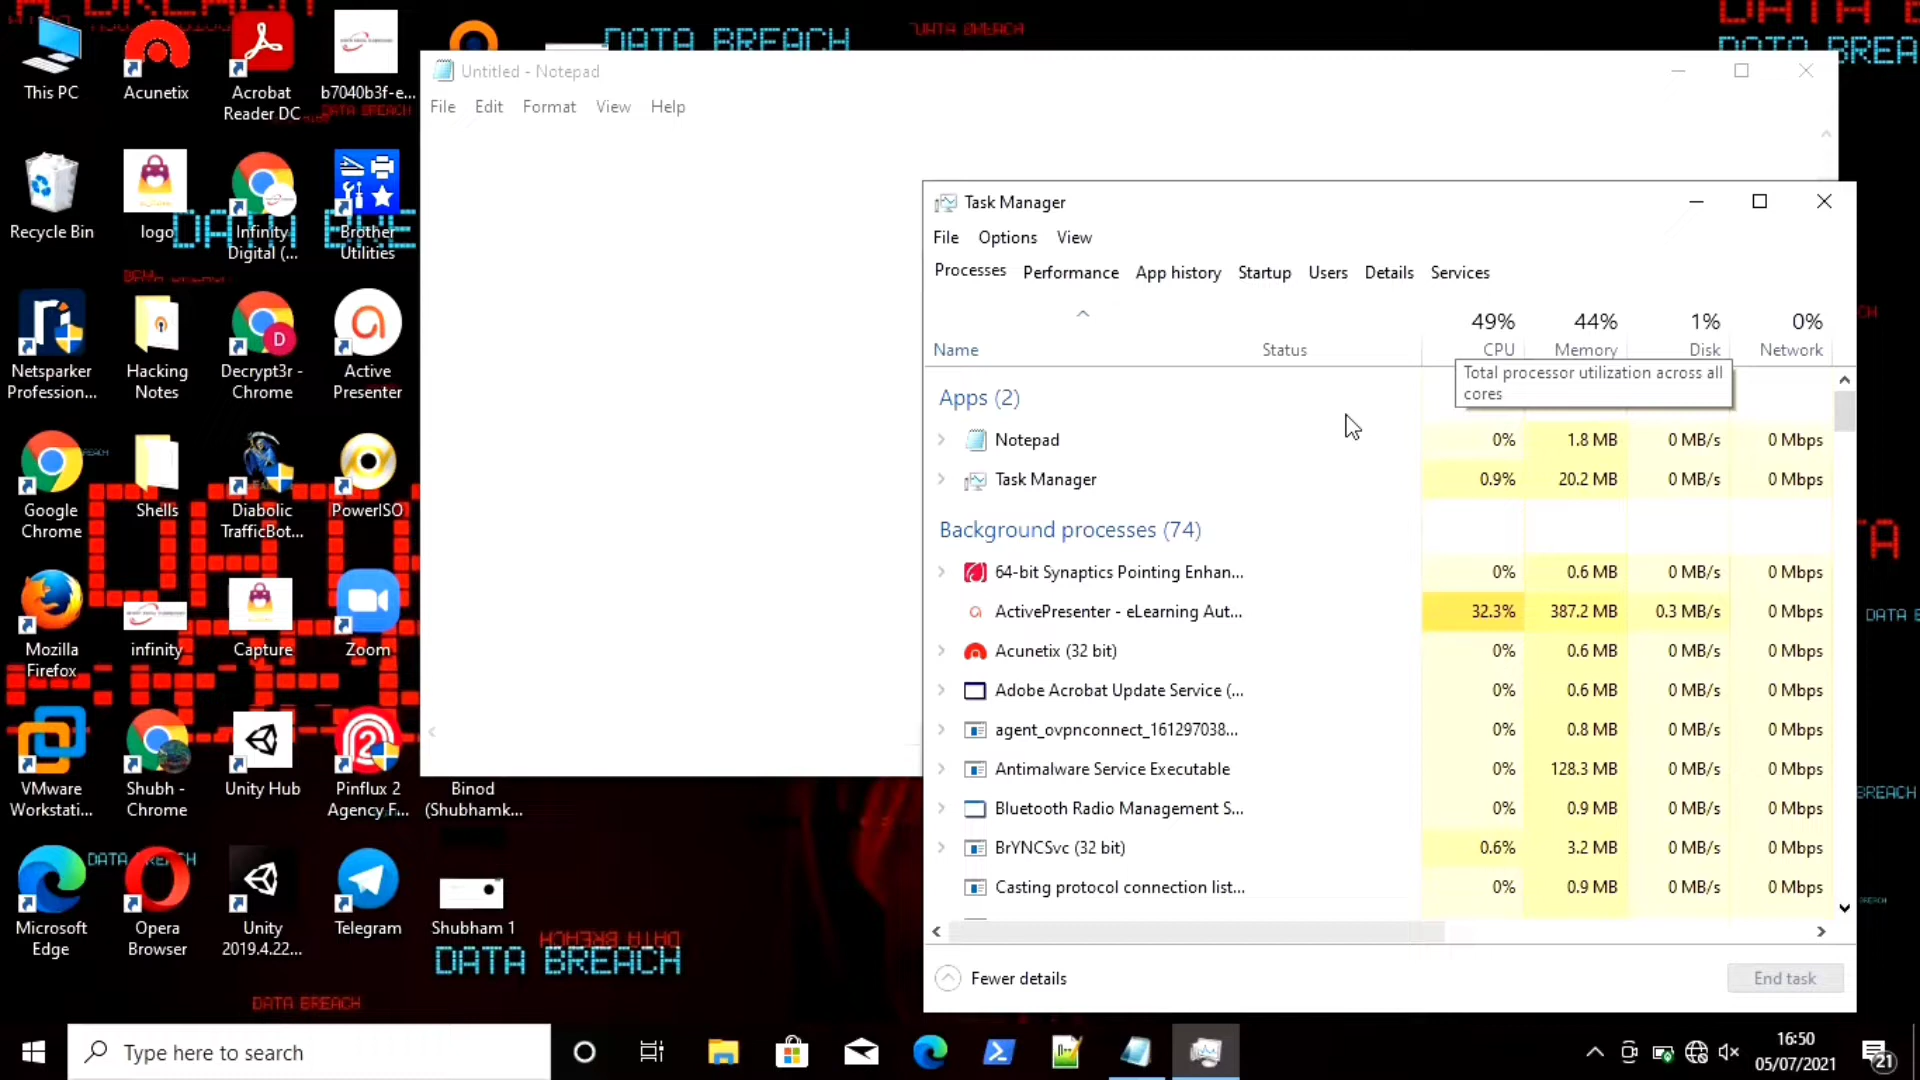 DATA BREACH
DATA BREACH
This PC
Acunetix
Acrobat
Reader DC
b7040b3f-e...
DATA BREACH
Recycle Bin
logo
Infinity
Digital (...
Brother
Utilities
Netsparker
Profession...
Hacking
Notes
Decrypt3r -
Chrome
Active
Presenter
Google
Chrome
Shells
Diabolic
TrafficBot...
PowerISO
Mozilla
Firefox
infinity
Capture
Zoom
VMware
Workstati...
Shubh -
Chrome
Unity Hub
Pinflux 2
Agency F...
Binod
(Shubhamk...
Microsoft
Edge
Opera
Browser
Unity
2019.4.22...
Telegram
Shubham 1
DATA BREACH
DATA BREACH
DATA BREACH
Untitled - Notepad
File Edit Format View Help
Task Manager
File Options View
Processes Performance App history Startup Users Details Services
49% 44% 1% 0%
Name Status CPU Memory Disk Network
Total processor utilization across all
cores
Apps (2)
Notepad 0% 1.8 MB 0 MB/s 0 Mbps
Task Manager 0.9% 20.2 MB 0 MB/s 0 Mbps
Background processes (74)
64-bit Synaptics Pointing Enhan... 0% 0.6 MB 0 MB/s 0 Mbps
ActivePresenter - eLearning Aut... 32.3% 387.2 MB 0.3 MB/s 0 Mbps
Acunetix (32 bit) 0% 0.6 MB 0 MB/s 0 Mbps
Adobe Acrobat Update Service (... 0% 0.6 MB 0 MB/s 0 Mbps
agent_ovpnconnect_161297038... 0% 0.8 MB 0 MB/s 0 Mbps
Antimalware Service Executable 0% 128.3 MB 0 MB/s 0 Mbps
Bluetooth Radio Management S... 0% 0.9 MB 0 MB/s 0 Mbps
BrYNCSvc (32 bit) 0.6% 3.2 MB 0 MB/s 0 Mbps
Casting protocol connection list... 0% 0.9 MB 0 MB/s 0 Mbps
Fewer details End task
Type here to search
16:50
05/07/2021
21